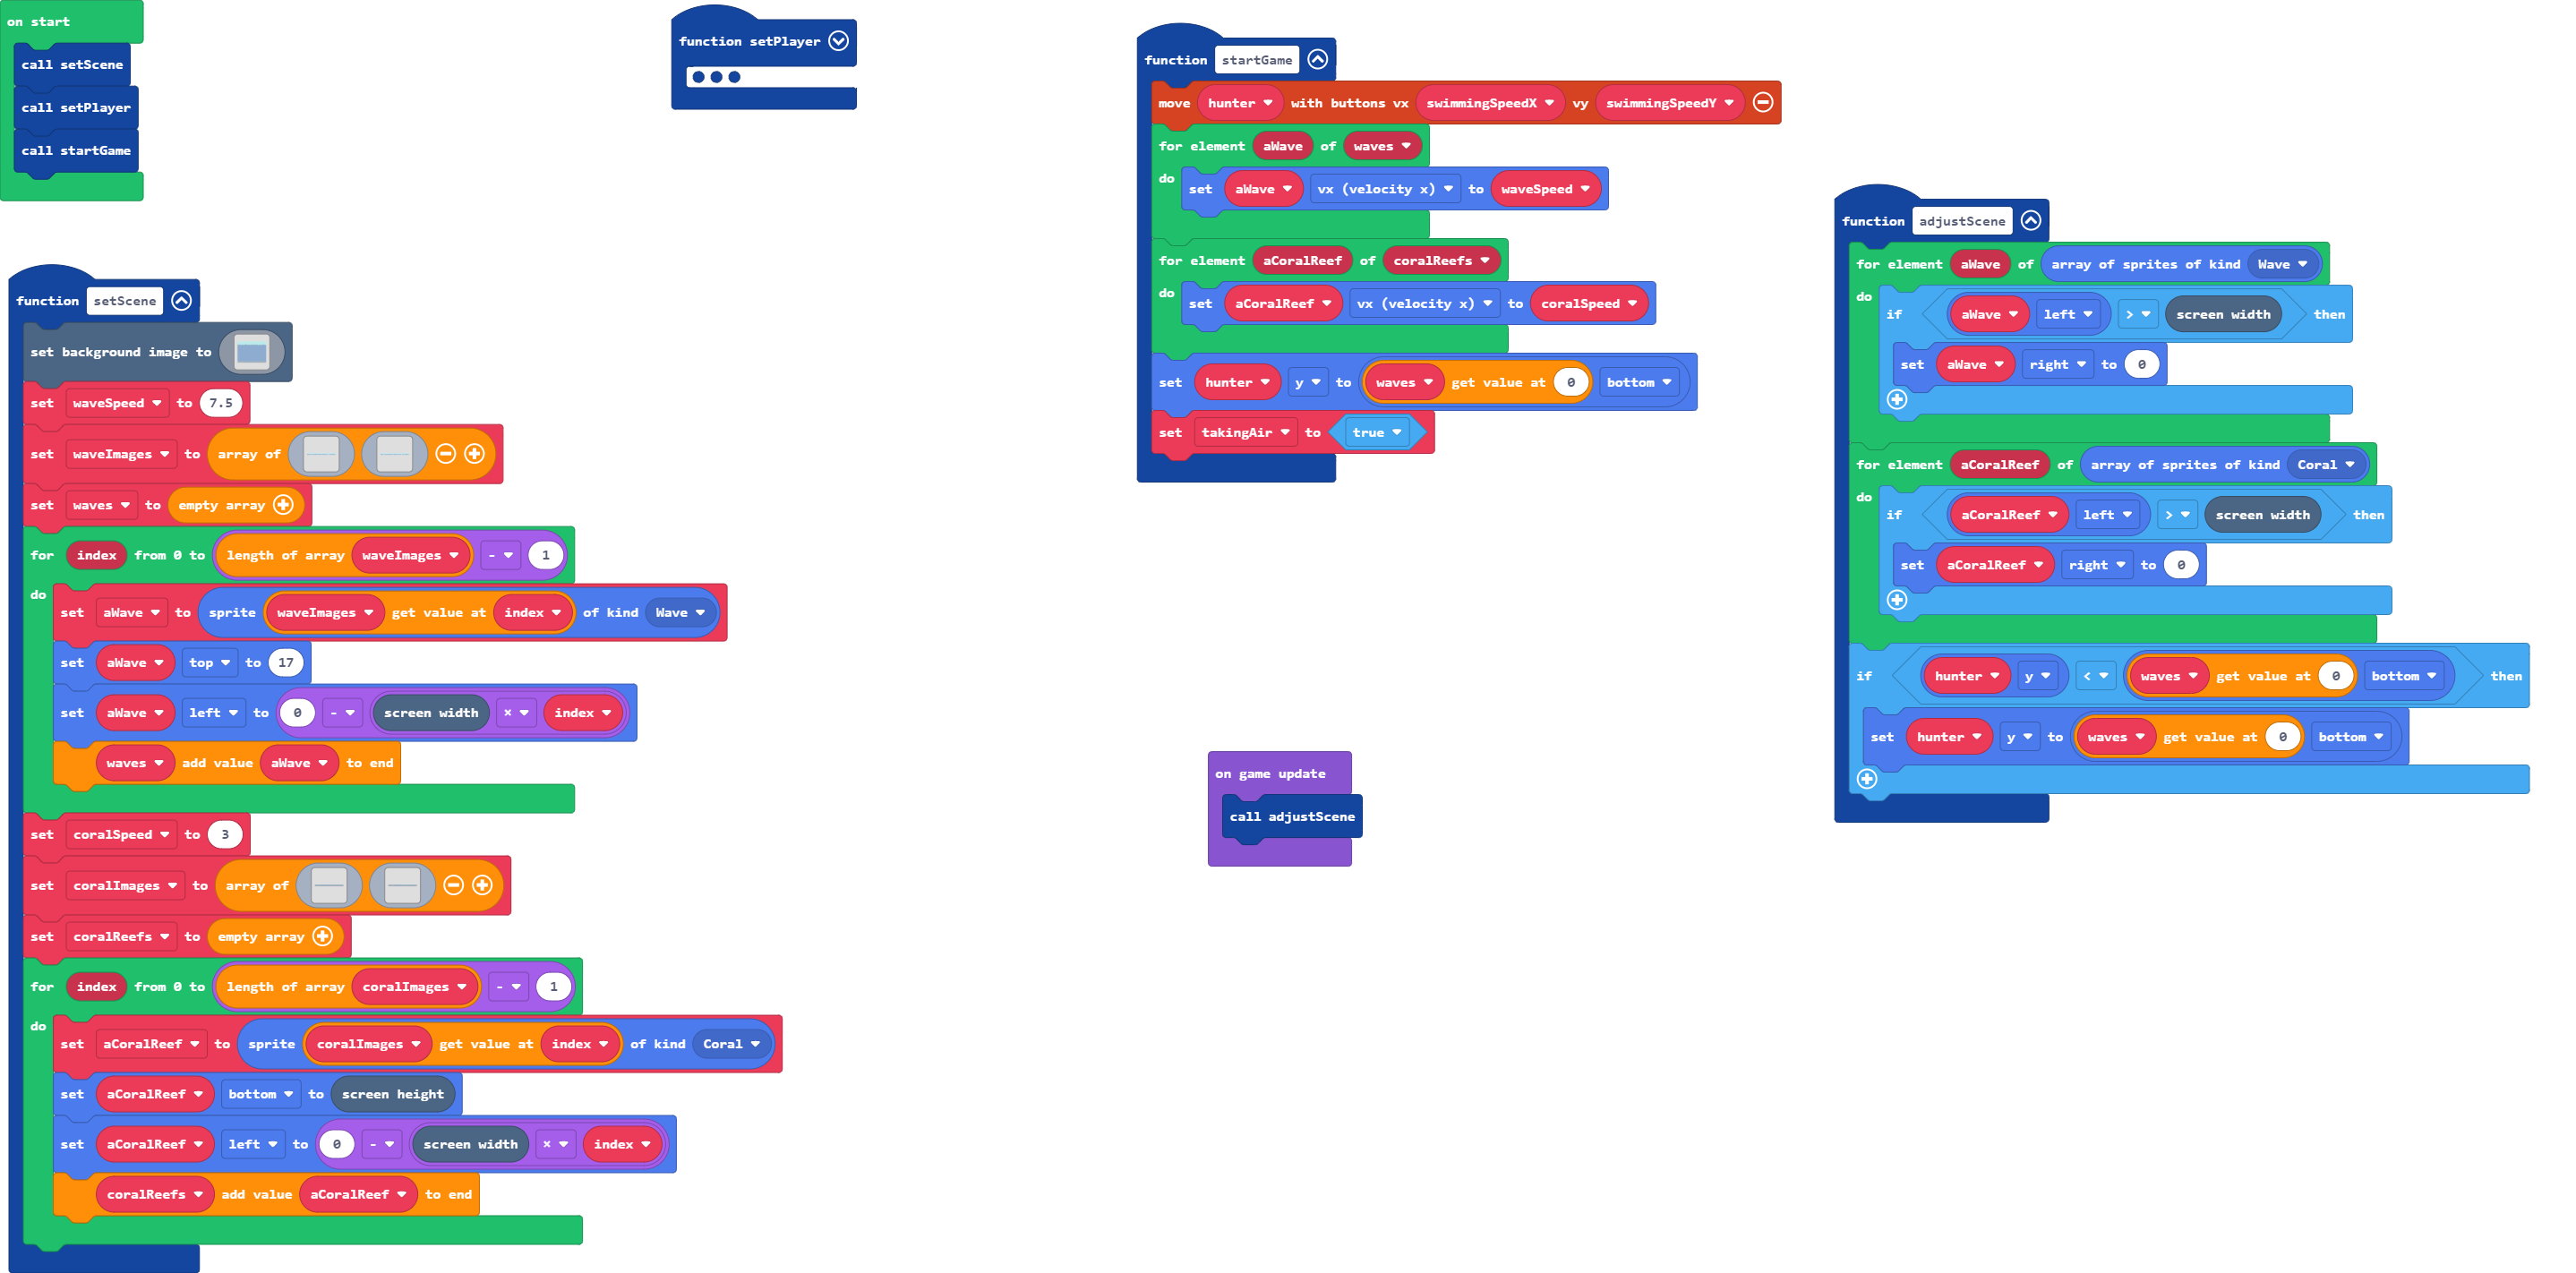 on start
call setScene
call setPlayer
call startGame
function setScene
set background image to
set waveSpeed to 7.5
set waveImages to array of
set waves to empty array
for index from 0 to length of array waveImages - 1
do
set aWave to sprite waveImages get value at index of kind Wave
set aWave top to 17
set aWave left to 0 - screen width × index
waves add value aWave to end
set coralSpeed to 3
set coralImages to array of
set coralReefs to empty array
for index from 0 to length of array coralImages - 1
do
set aCoralReef to sprite coralImages get value at index of kind Coral
set aCoralReef bottom to screen height
set aCoralReef left to 0 - screen width × index
coralReefs add value aCoralReef to end
function setPlayer
function startGame
move hunter with buttons vx swimmingSpeedX vy swimmingSpeedY
for element aWave of waves
do
set aWave vx (velocity x) to waveSpeed
for element aCoralReef of coralReefs
do
set aCoralReef vx (velocity x) to coralSpeed
set hunter y to waves get value at 0 bottom
set takingAir to true
on game update
call adjustScene
function adjustScene
for element aWave of array of sprites of kind Wave
do
if aWave left > screen width then
set aWave right to 0
for element aCoralReef of array of sprites of kind Coral
do
if aCoralReef left > screen width then
set aCoralReef right to 0
if hunter y < waves get value at 0 bottom then
set hunter y to waves get value at 0 bottom